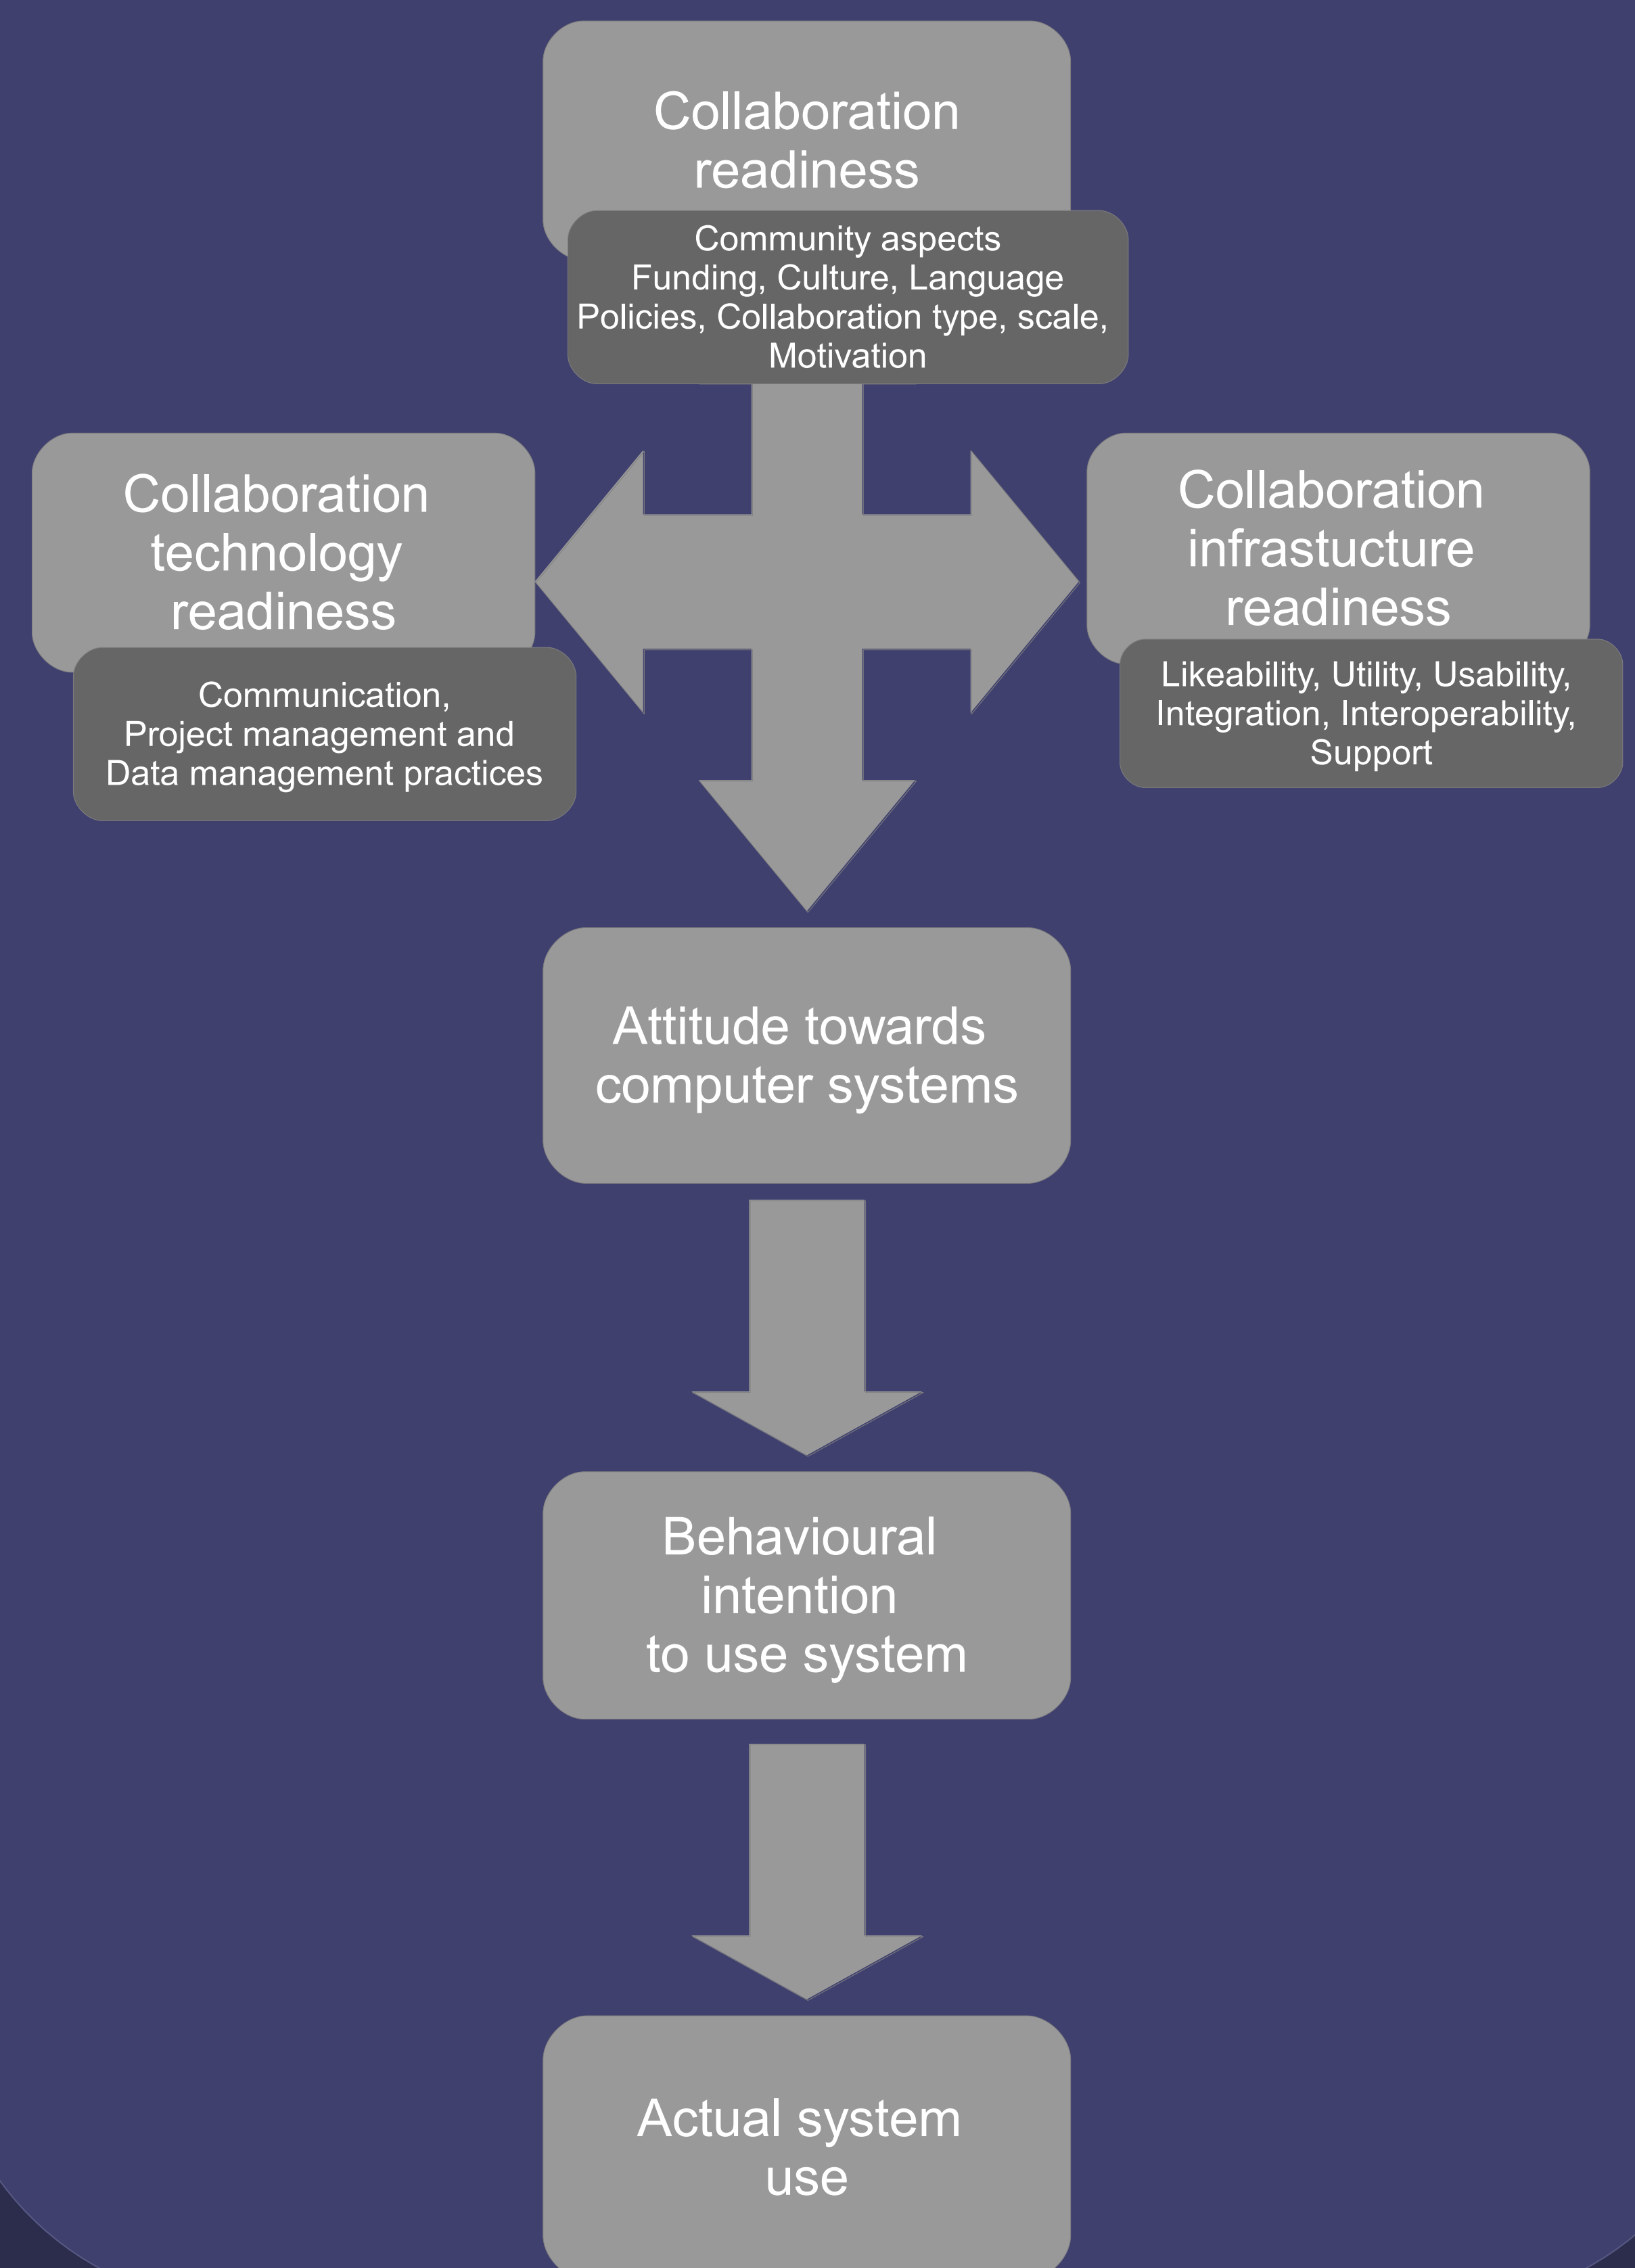 Collaboration
readiness
Community aspects
Funding, Culture, Language
Policies, Collaboration type, scale,
Motivation
Collaboration
technology
readiness
Communication,
Project management and
Data management practices
Collaboration
infrastucture
readiness
Likeability, Utility, Usability,
Integration, Interoperability,
Support
Attitude towards
computer systems
Behavioural
intention
to use system
Actual system
use